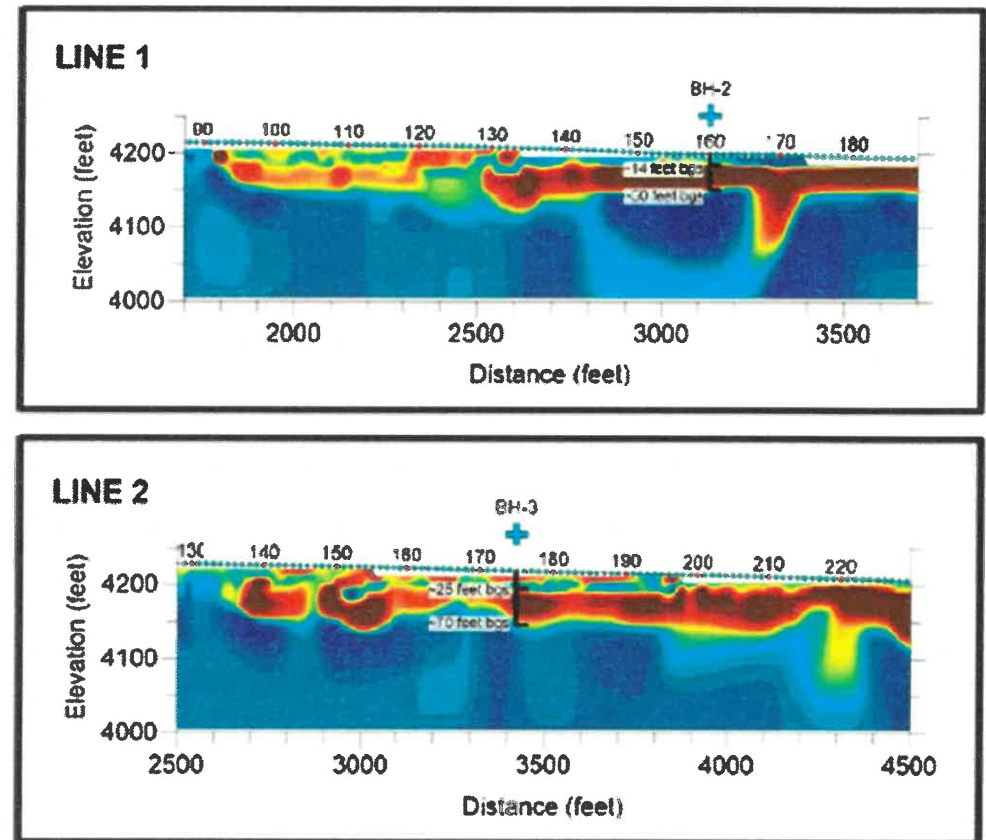 LINE 1
BH-2
90 100 110 120 130 140 150 160 170 180
Elevation (feet)
4200
4100
4000
~14 feet bgs
feet bgs
2000 2500 3000 3500
Distance (feet)
LINE 2
BH-3
130 140 150 160 170 180 190 200 210 220
Elevation (feet)
4200
4100
4000
~25 feet bgs
~70 feet bgs
2500 3000 3500 4000 4500
Distance (feet)